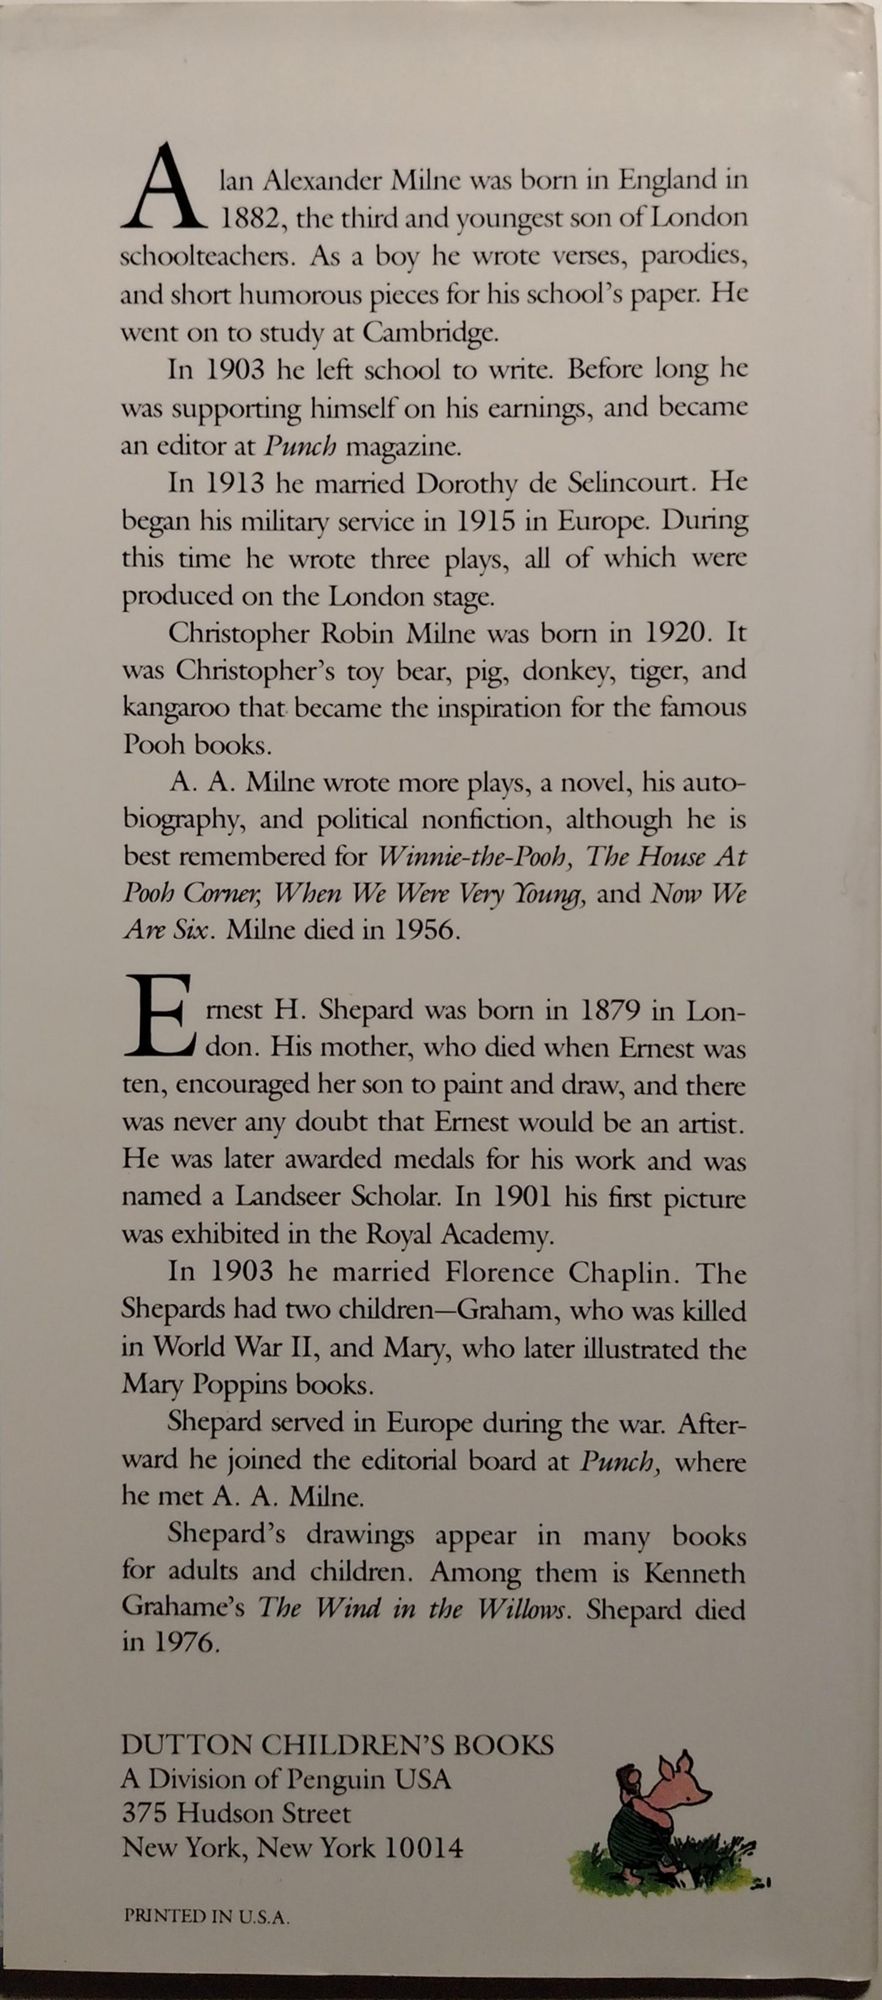 Alan Alexander Milne was born in England in
1882, the third and youngest son of London
schoolteachers. As a boy he wrote verses, parodies,
and short humorous pieces for his school's paper. He
went on to study at Cambridge.
In 1903 he left school to write. Before long he
was supporting himself on his earnings, and became
an editor at Punch magazine.
In 1913 he married Dorothy de Selincourt. He
began his military service in 1915 in Europe. During
this time he wrote three plays, all of which were
produced on the London stage.
Christopher Robin Milne was born in 1920. It
was Christopher's toy bear, pig, donkey, tiger, and
kangaroo that became the inspiration for the famous
Pooh books.
A. A. Milne wrote more plays, a novel, his auto-
biography, and political nonfiction, although he is
best remembered for Winnie-the-Pooh, The House At
Pooh Corner, When We Were Very Young, and Now We
Are Six. Milne died in 1956.
Ernest H. Shepard was born in 1879 in Lon-
don. His mother, who died when Ernest was
ten, encouraged her son to paint and draw, and there
was never any doubt that Ernest would be an artist.
He was later awarded medals for his work and was
named a Landseer Scholar. In 1901 his first picture
was exhibited in the Royal Academy.
In 1903 he married Florence Chaplin. The
Shepards had two children—Graham, who was killed
in World War II, and Mary, who later illustrated the
Mary Poppins books.
Shepard served in Europe during the war. After-
ward he joined the editorial board at Punch, where
he met A. A. Milne.
Shepard's drawings appear in many books
for adults and children. Among them is Kenneth
Grahame's The Wind in the Willows. Shepard died
in 1976.
DUTTON CHILDREN'S BOOKS
A Division of Penguin USA
375 Hudson Street
New York, New York 10014
PRINTED IN U.S.A.